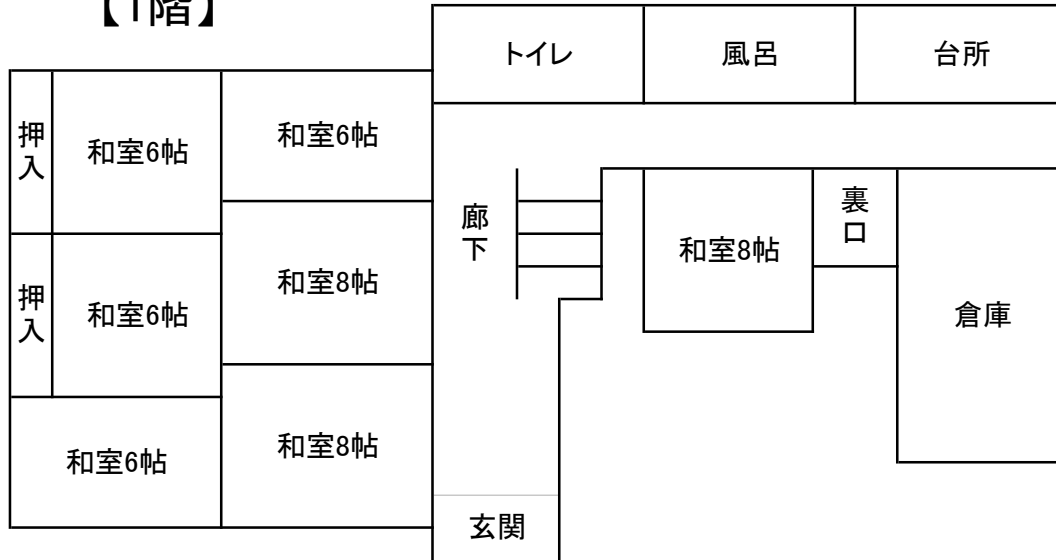 【1階】
トイレ
風呂
台所
押入
和室6帖
和室6帖
廊下
和室8帖
裏口
押入
和室6帖
和室8帖
倉庫
和室6帖
和室8帖
玄関